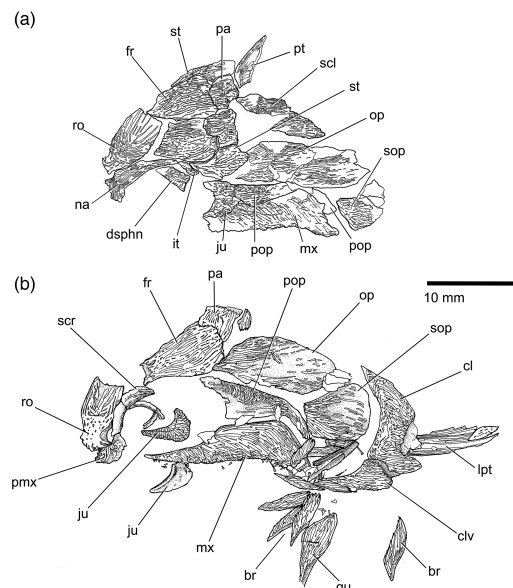 (a)
st
pa
pt
fr
scl
st
op
ro
sop
na
dsphn
it
ju
pop
mx
pop
10 mm
(b)
pa
fr
pop
op
sop
scr
cl
ro
pmx
lpt
ju
ju
mx
clv
br
br
gu